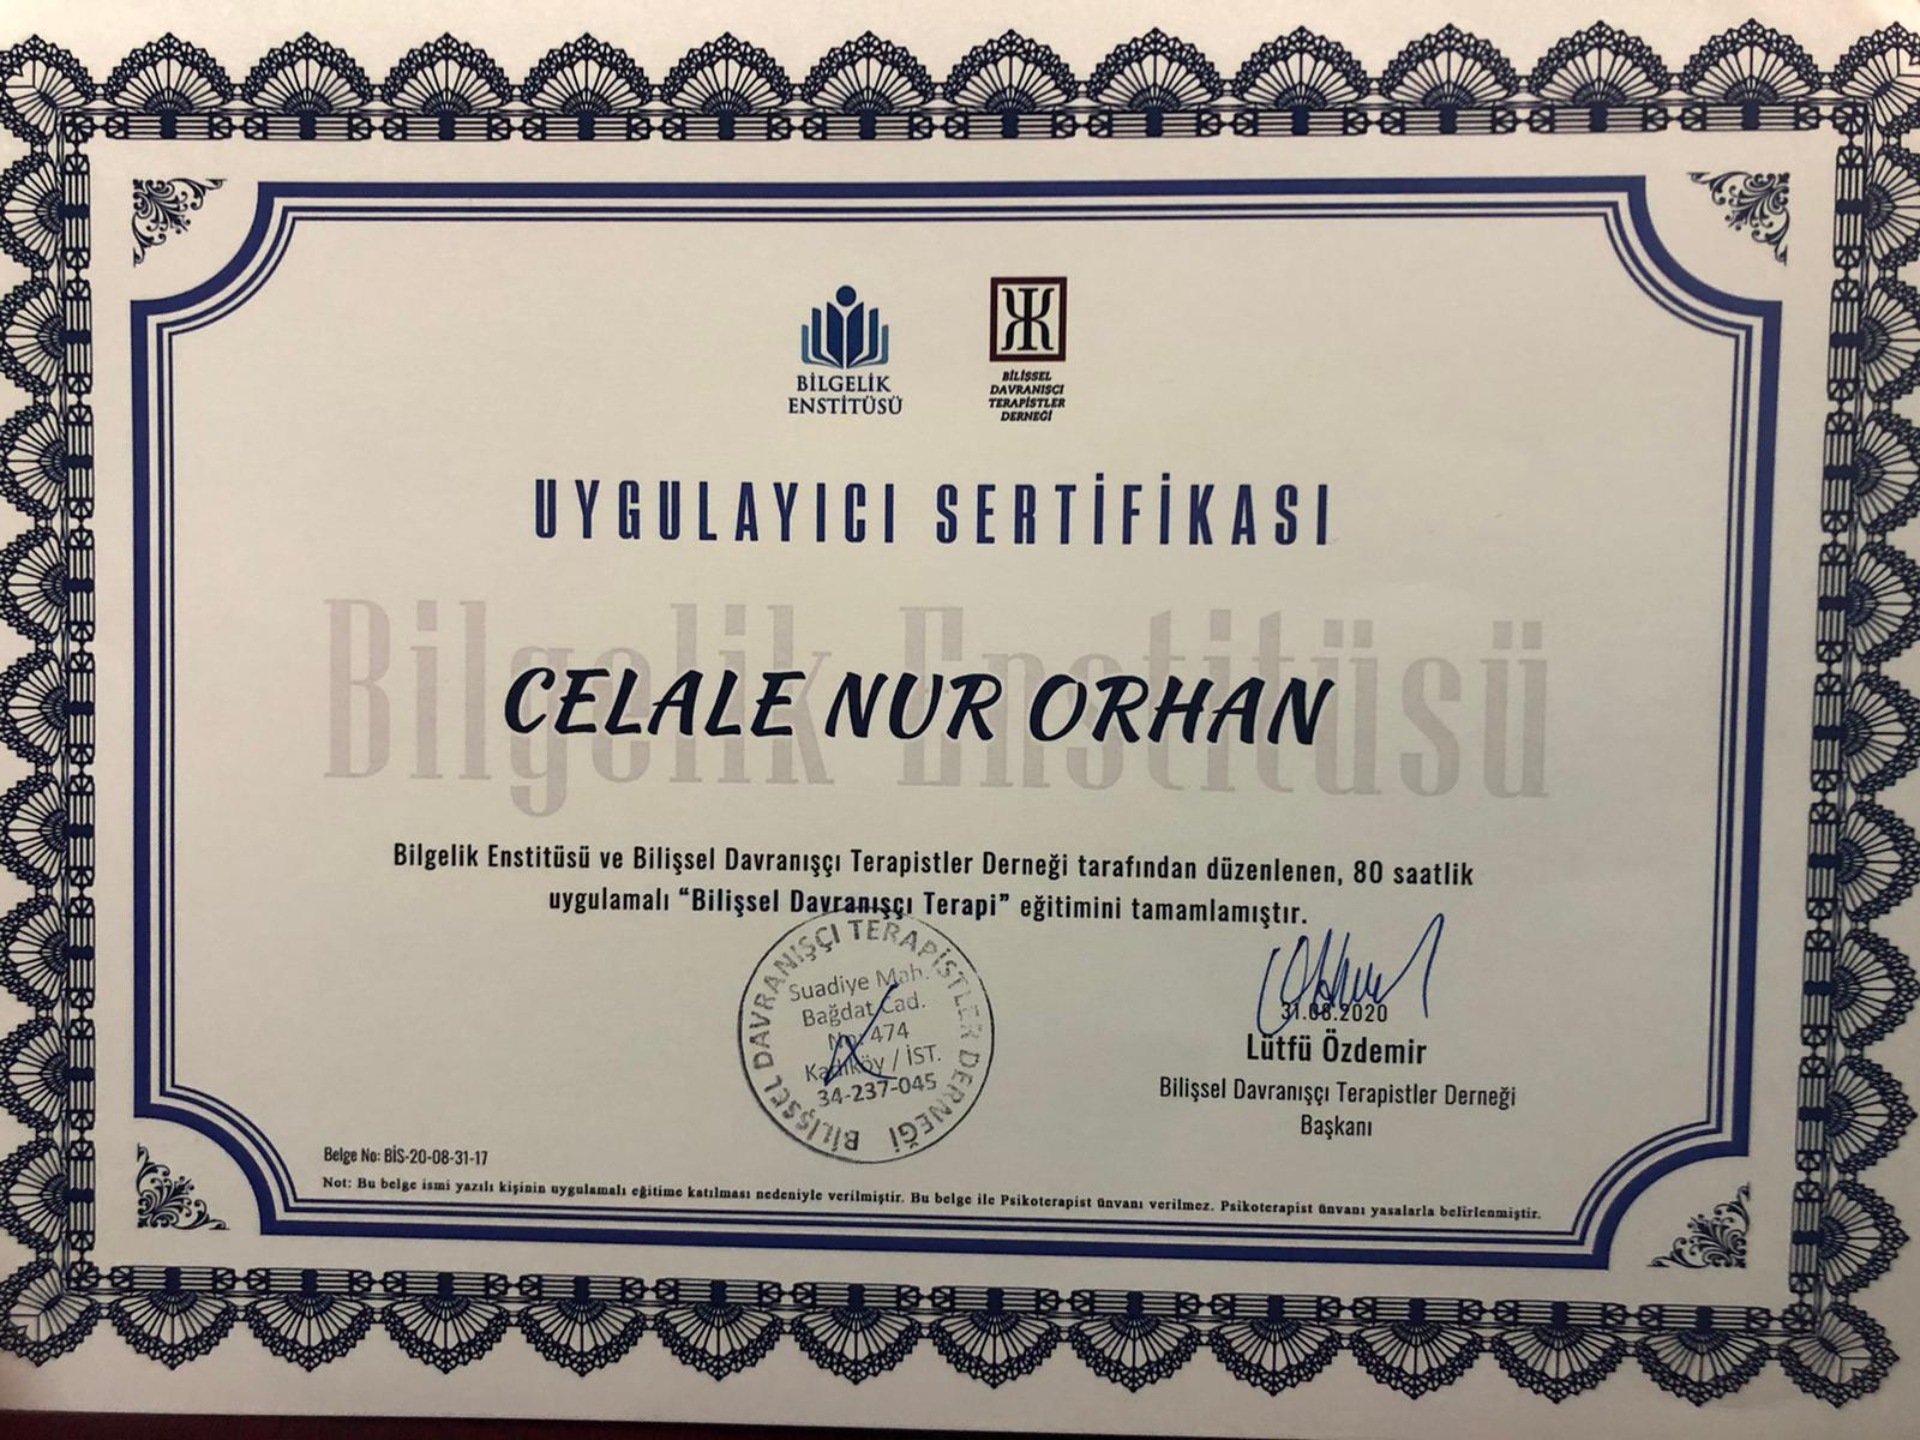 BİLGELİK
ENSTİTÜSÜ
BİLİŞSEL
DAVRANIŞÇI
TERAPİSTLER
DERNEĞİ
UYGULAYICI SERTİFİKASI
Bilgelik Enstitüsü
CELALE NUR ORHAN
Bilgelik Enstitüsü ve Bilişsel Davranışçı Terapistler Derneği tarafından düzenlenen, 80 saatlik
uygulamalı “Bilişsel Davranışçı Terapi” eğitimini tamamlamıştır.
BİLİŞSEL DAVRANIŞÇI TERAPİSTLER DERNEĞİ
Suadiye Mah.
Bağdat Cad.
No: 474
Kadıköy / İST.
34-237-045
31.08.2020
Lütfü Özdemir
Bilişsel Davranışçı Terapistler Derneği
Başkanı
Belge No: BİS-20-08-31-17
Not: Bu belge ismi yazılı kişinin uygulamalı eğitime katılması nedeniyle verilmiştir. Bu belge ile Psikoterapist ünvanı verilmez. Psikoterapist ünvanı yasalarla belirlenmiştir.